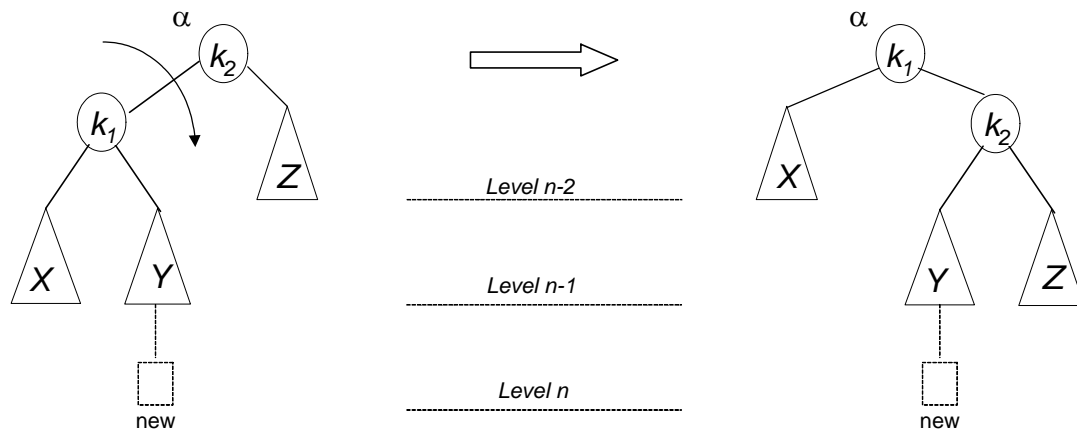 α
k2
k1
Z
X
Y
new
Level n-2
Level n-1
Level n
α
k1
k2
X
Y
Z
new